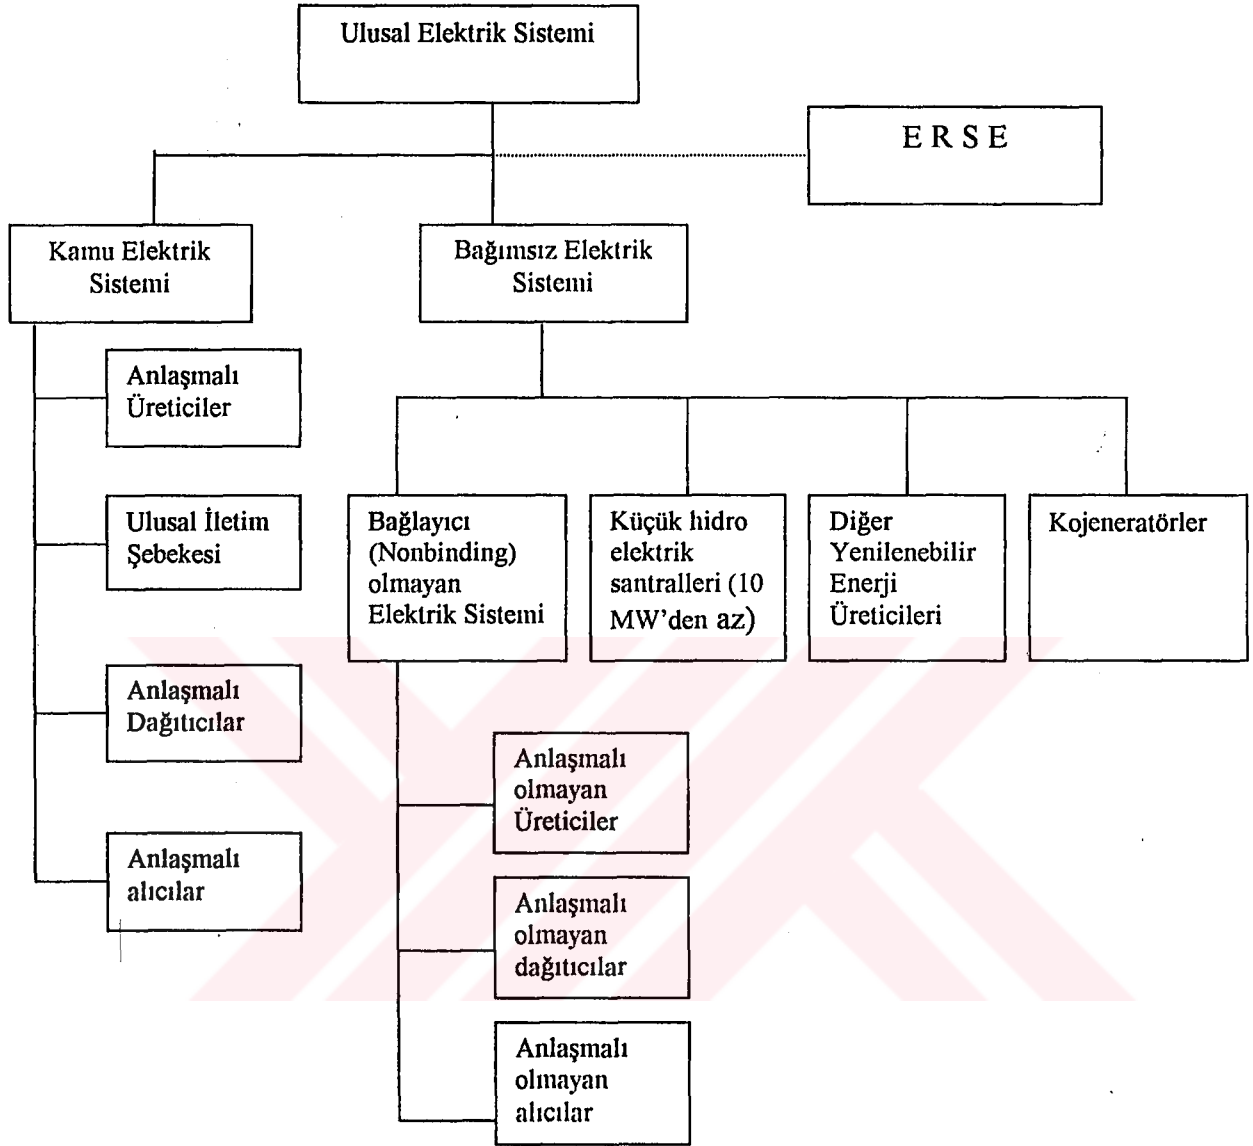 Ulusal Elektrik Sistemi
E R S E
Kamu Elektrik
Sistemi
Bağımsız Elektrik
Sistemi
Anlaşmalı
Üreticiler
Ulusal İletim
Şebekesi
Anlaşmalı
Dağıtıcılar
Anlaşmalı
alıcılar
Bağlayıcı
(Nonbinding)
olmayan
Elektrik Sistemi
Küçük hidro
elektrik
santralleri (10
MW'den az)
Diğer
Yenilenebilir
Enerji
Üreticileri
Kojeneratörler
Anlaşmalı
olmayan
Üreticiler
Anlaşmalı
olmayan
dağıtıcılar
Anlaşmalı
olmayan
alıcılar